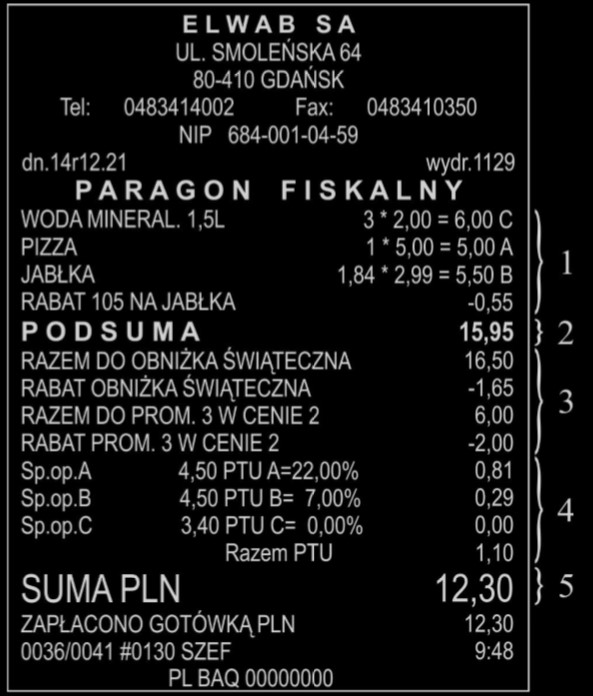 ELWAB SA
UL. SMOLEŃSKA 64
80-410 GDAŃSK
Tel: 0483414002 Fax: 0483410350
NIP 684-001-04-59
dn.14r12.21 wydr.1129
PARAGON FISKALNY
WODA MINERAL. 1,5L 3 * 2,00 = 6,00 C
PIZZA 1 * 5,00 = 5,00 A
JABŁKA 1,84 * 2,99 = 5,50 B
RABAT 105 NA JABŁKA -0,55
1
PODSUMA 15,95
2
RAZEM DO OBNIŻKA ŚWIĄTECZNA 16,50
RABAT OBNIŻKA ŚWIĄTECZNA -1,65
RAZEM DO PROM. 3 W CENIE 2 6,00
RABAT PROM. 3 W CENIE 2 -2,00
3
Sp.op.A 4,50 PTU A=22,00% 0,81
Sp.op.B 4,50 PTU B= 7,00% 0,29
Sp.op.C 3,40 PTU C= 0,00% 0,00
Razem PTU 1,10
4
SUMA PLN 12,30
5
ZAPŁACONO GOTÓWKĄ PLN 12,30
0036/0041 #0130 SZEF 9:48
PL BAQ 00000000